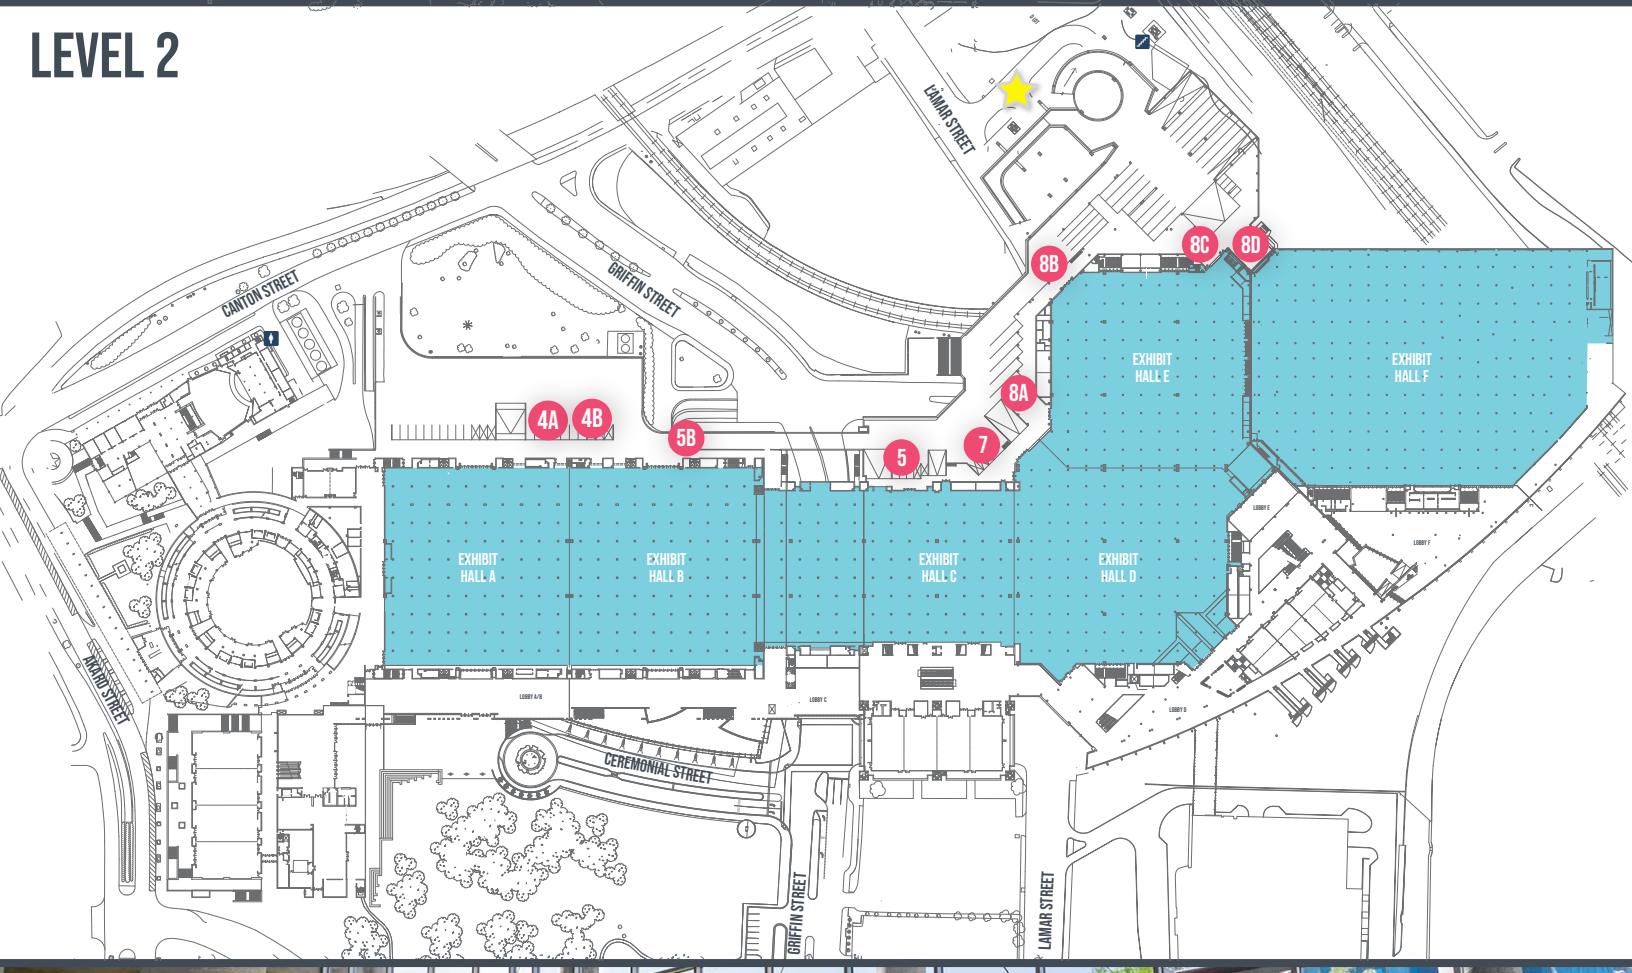 LEVEL 2
LAMAR STREET
CANTON STREET
GRIFFIN STREET
8B
8C
8D
8A
4A
4B
5B
5
7
EXHIBIT
HALL E
EXHIBIT
HALL F
EXHIBIT
HALL A
EXHIBIT
HALL B
EXHIBIT
HALL C
EXHIBIT
HALL D
LOBBY E
LOBBY F
AKARD STREET
LOBBY A/B
LOBBY C
LOBBY D
CEREMONIAL STREET
GRIFFIN STREET
LAMAR STREET